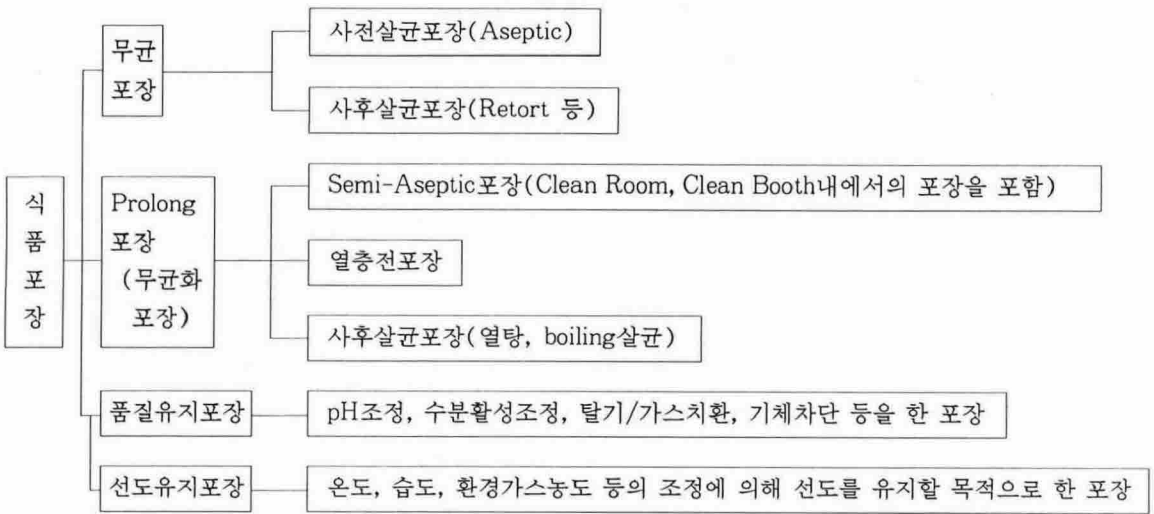 사전살균포장(Aseptic)
무균
포장
사후살균포장(Retort 등)
Semi-Aseptic포장(Clean Room, Clean Booth내에서의 포장을 포함)
식
품
포
장
Prolong
포장
(무균화
포장)
열충전포장
사후살균포장(열탕, boiling살균)
품질유지포장
pH조정, 수분활성조정, 탈기/가스치환, 기체차단 등을 한 포장
선도유지포장
온도, 습도, 환경가스농도 등의 조정에 의해 선도를 유지할 목적으로 한 포장